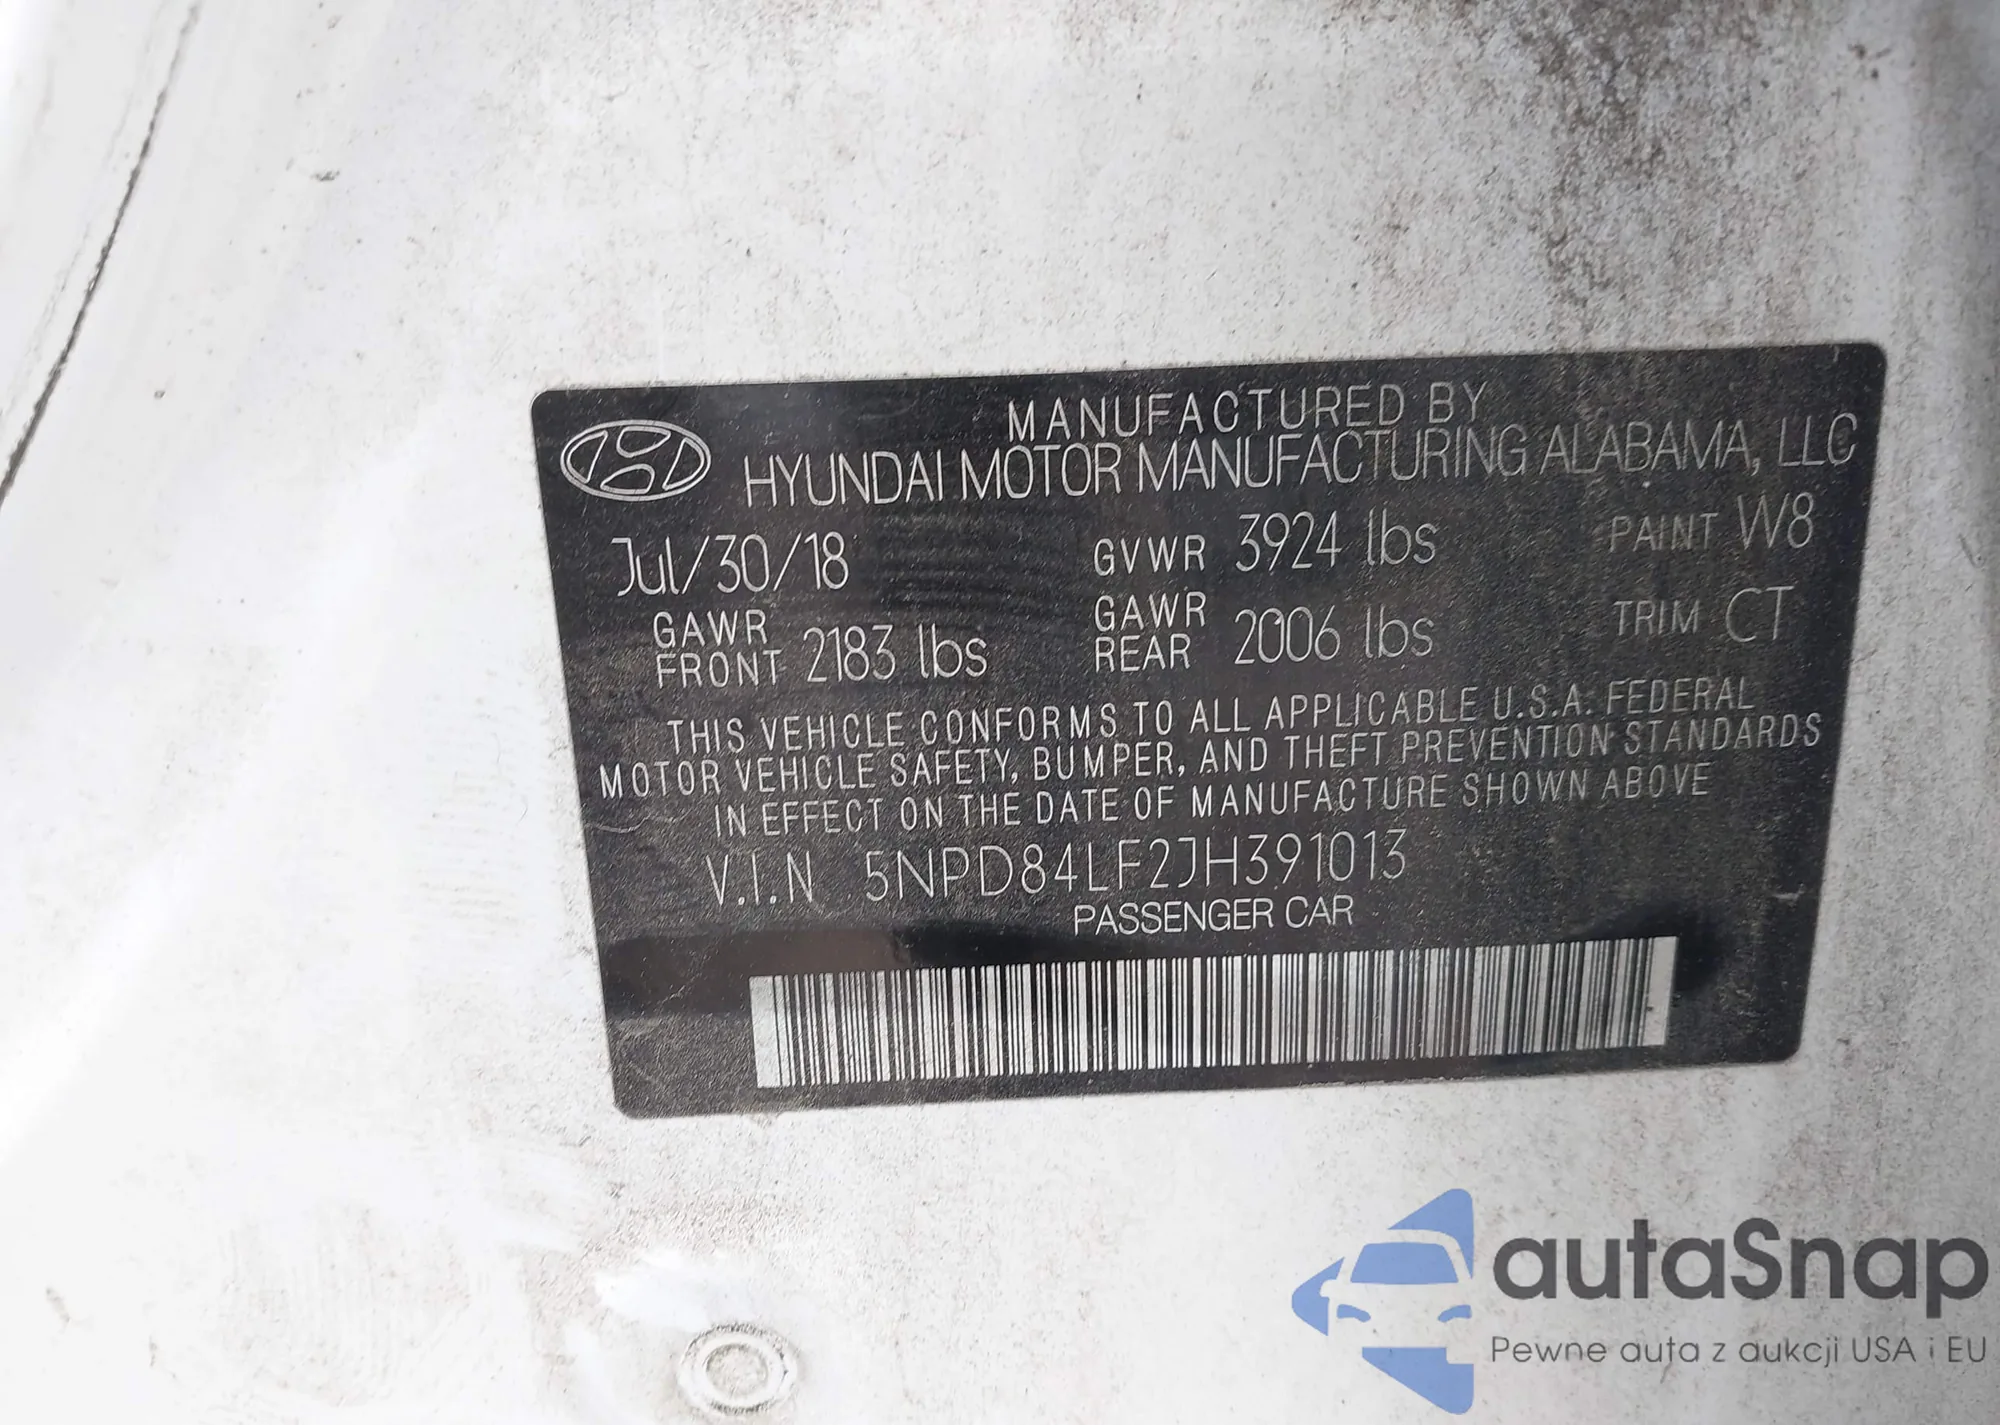 MANUFACTURED BY
HYUNDAI MOTOR MANUFACTURING ALABAMA, LLC
Jul/30/18 GVWR 3924 lbs PAINT W8
GAWR FRONT 2183 lbs GAWR REAR 2006 lbs TRIM CT
THIS VEHICLE CONFORMS TO ALL APPLICABLE U.S.A. FEDERAL
MOTOR VEHICLE SAFETY, BUMPER, AND THEFT PREVENTION STANDARDS
IN EFFECT ON THE DATE OF MANUFACTURE SHOWN ABOVE
V.I.N 5NPD84LF2JH391013
PASSENGER CAR
autaSnap
Pewne auta z aukcji USA i EU